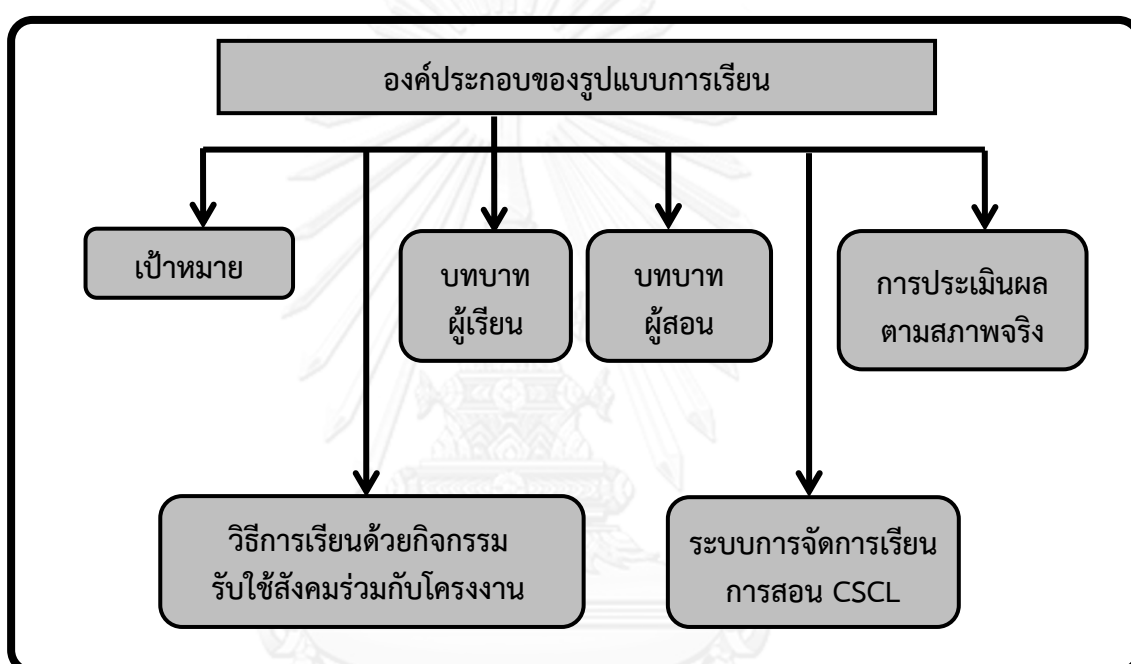 องค์ประกอบของรูปแบบการเรียน
เป้าหมาย
บทบาท
ผู้เรียน
บทบาท
ผู้สอน
การประเมินผล
ตามสภาพจริง
วิธีการเรียนด้วยกิจกรรม
รับใช้สังคมร่วมกับโครงงาน
ระบบการจัดการเรียน
การสอน CSCL